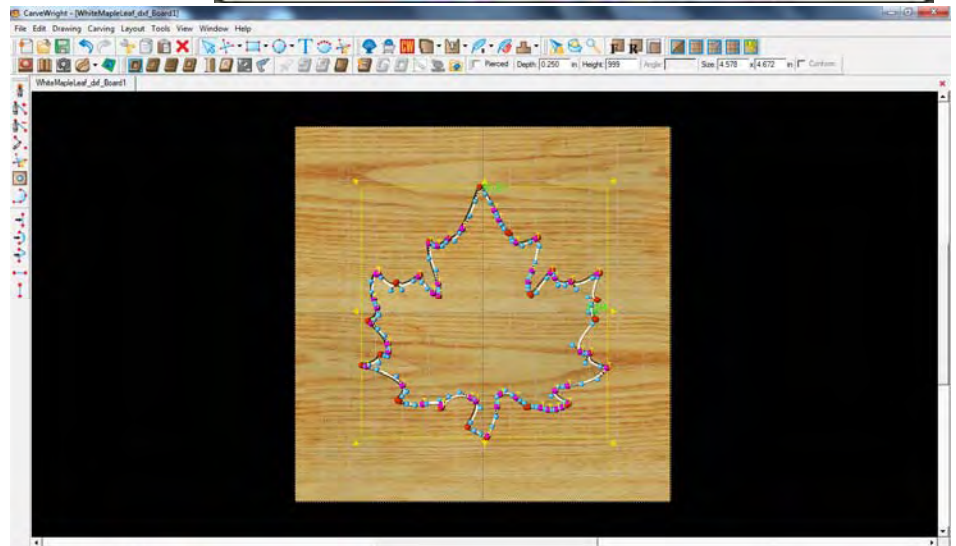 CarveWright - [WhiteMapleLeaf_dxf_Board1]
File Edit Drawing Carving Layout Tools View Window Help
T CW F R
Pierced Depth: 0.250 in Height: 999 Angle: Size: 4.578 x 4.672 in Conform
WhiteMapleLeaf_dxf_Board1